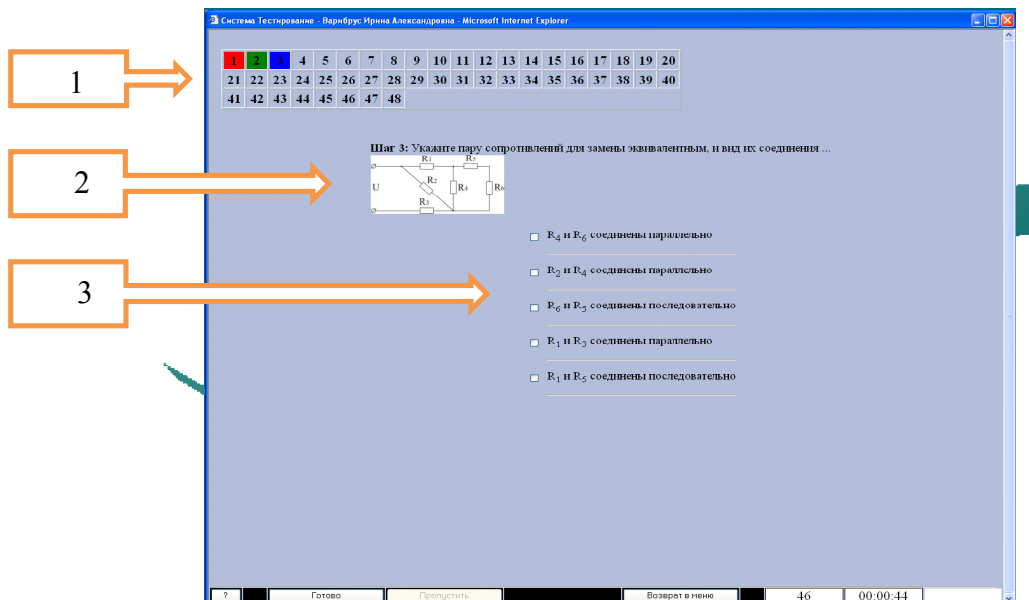 Система Тестирование - Варибрус Ирина Александровна - Microsoft Internet Explorer
1 2 3 4 5 6 7 8 9 10 11 12 13 14 15 16 17 18 19 20
21 22 23 24 25 26 27 28 29 30 31 32 33 34 35 36 37 38 39 40
41 42 43 44 45 46 47 48
1
Шаг 3: Укажите пару сопротивлений для замены эквивалентным, и вид их соединения ...
R1 R5
2
U R2 R4 R6
R3
R4 и R6 соединены параллельно
R2 и R4 соединены параллельно
3
R6 и R5 соединены последовательно
R1 и R3 соединены параллельно
R1 и R5 соединены последовательно
? Готово Пропустить Возврат в меню 46 00:00:44